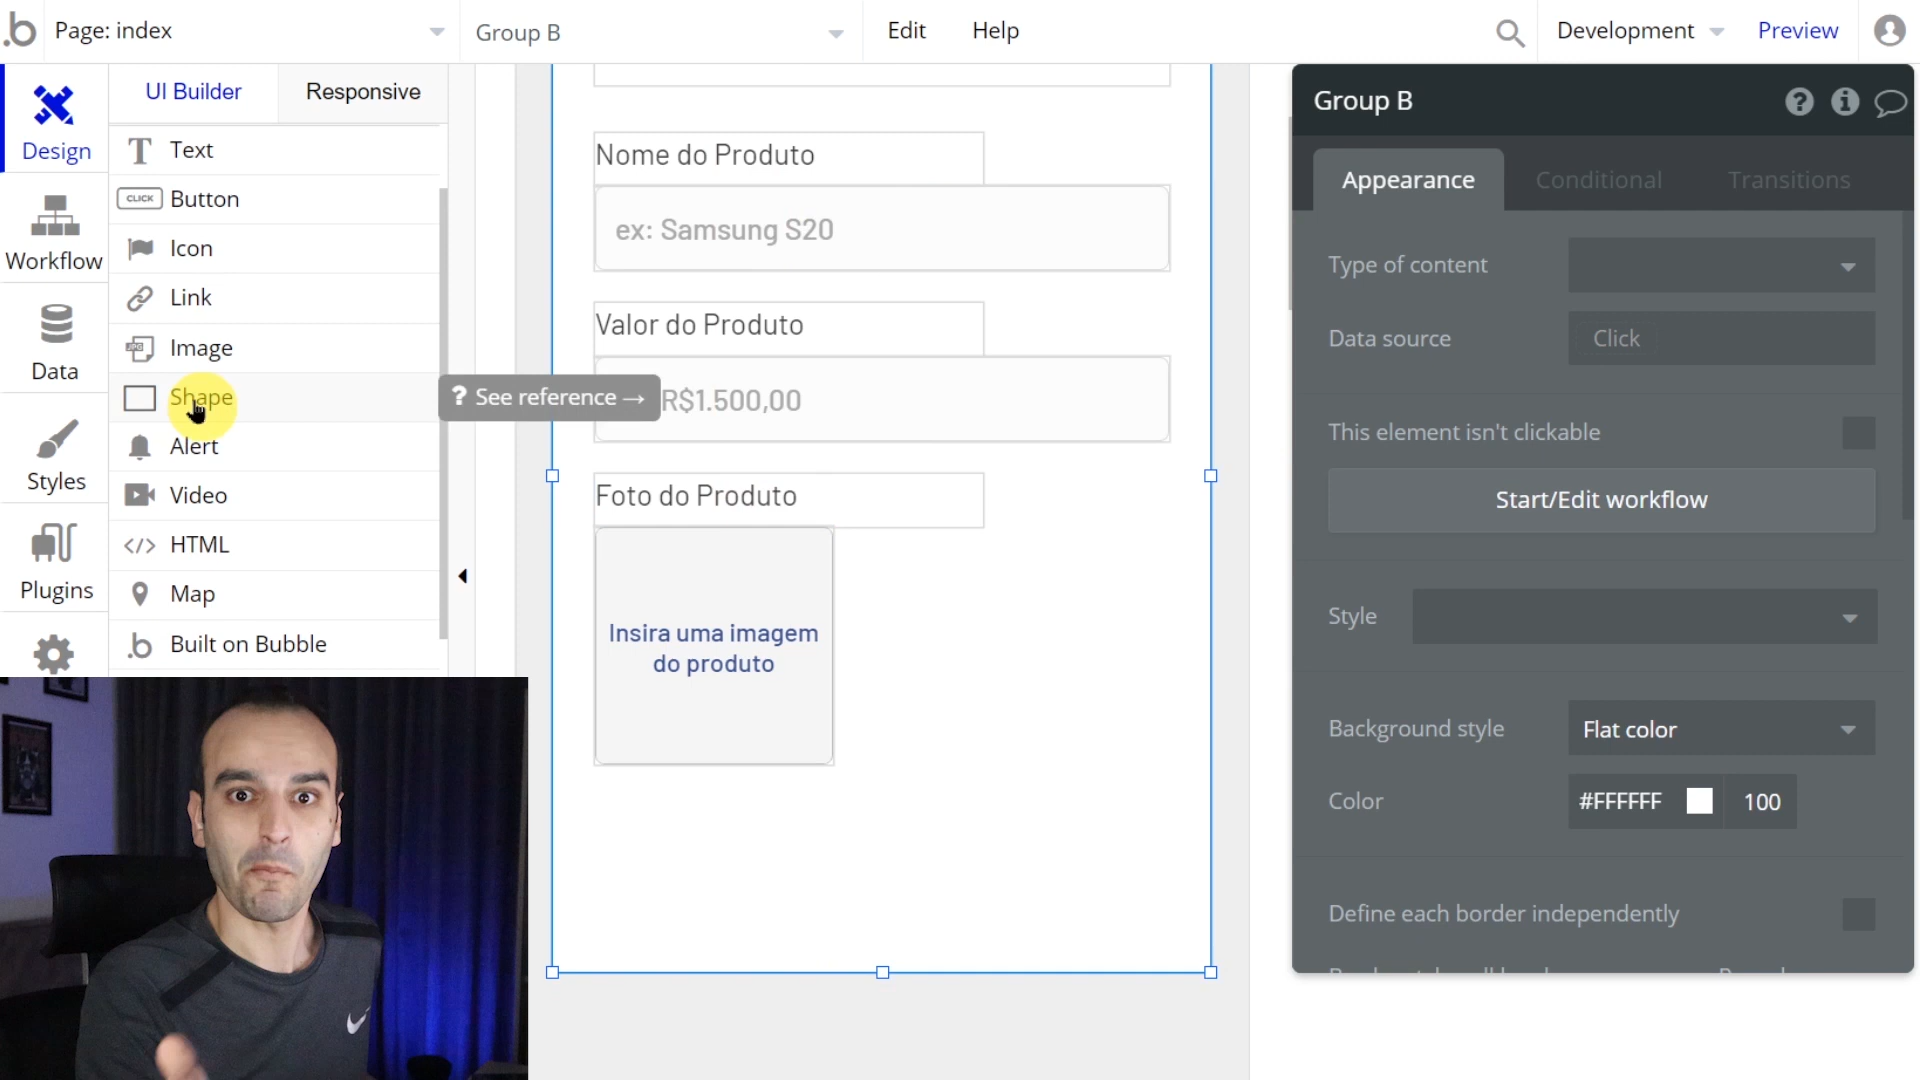 .b Page: index
Group B
Edit
Help
Development
Preview
Design
Workflow
Data
Styles
Plugins
UI Builder
Responsive
Text
CLICK Button
Icon
Link
Image
Shape
Alert
Video
</> HTML
Map
.b Built on Bubble
? See reference →
Nome do Produto
ex: Samsung S20
Valor do Produto
R$1.500,00
Foto do Produto
Insira uma imagem
do produto
Group B
Appearance
Conditional
Transitions
Type of content
Data source
Click
This element isn't clickable
Start/Edit workflow
Style
Background style
Flat color
Color
#FFFFFF
100
Define each border independently